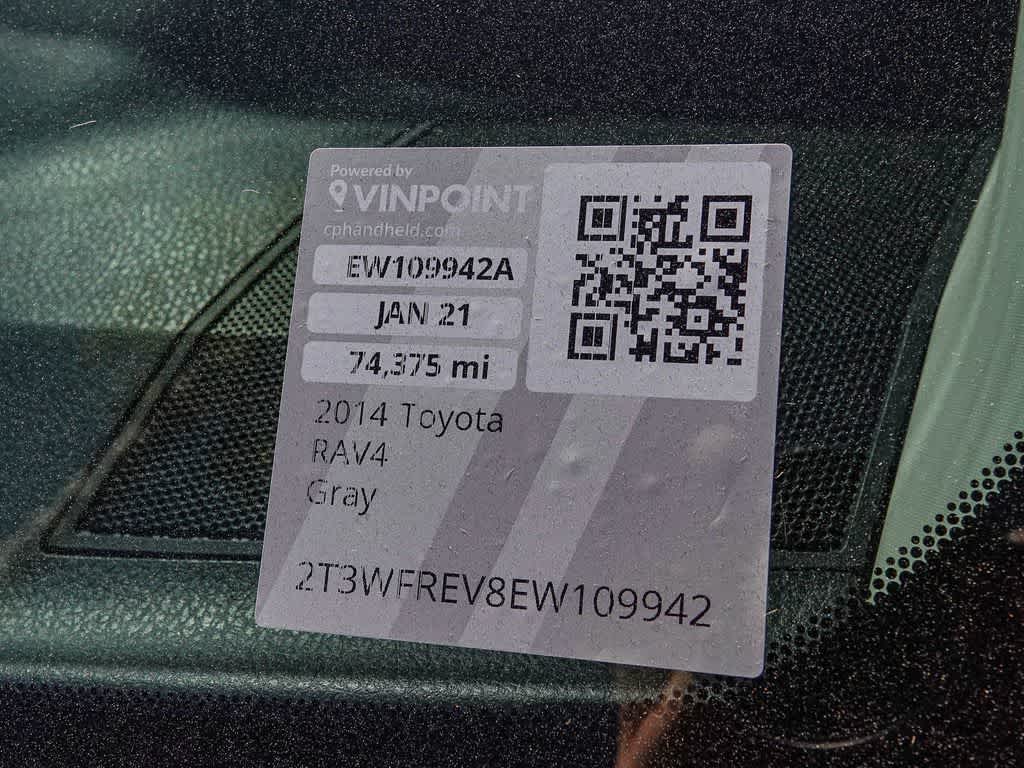 Powered by
VINPOINT
cphandheld.com
EW109942A
JAN 21
74,375 mi
2014 Toyota
RAV4
Gray
2T3WFREV8EW109942